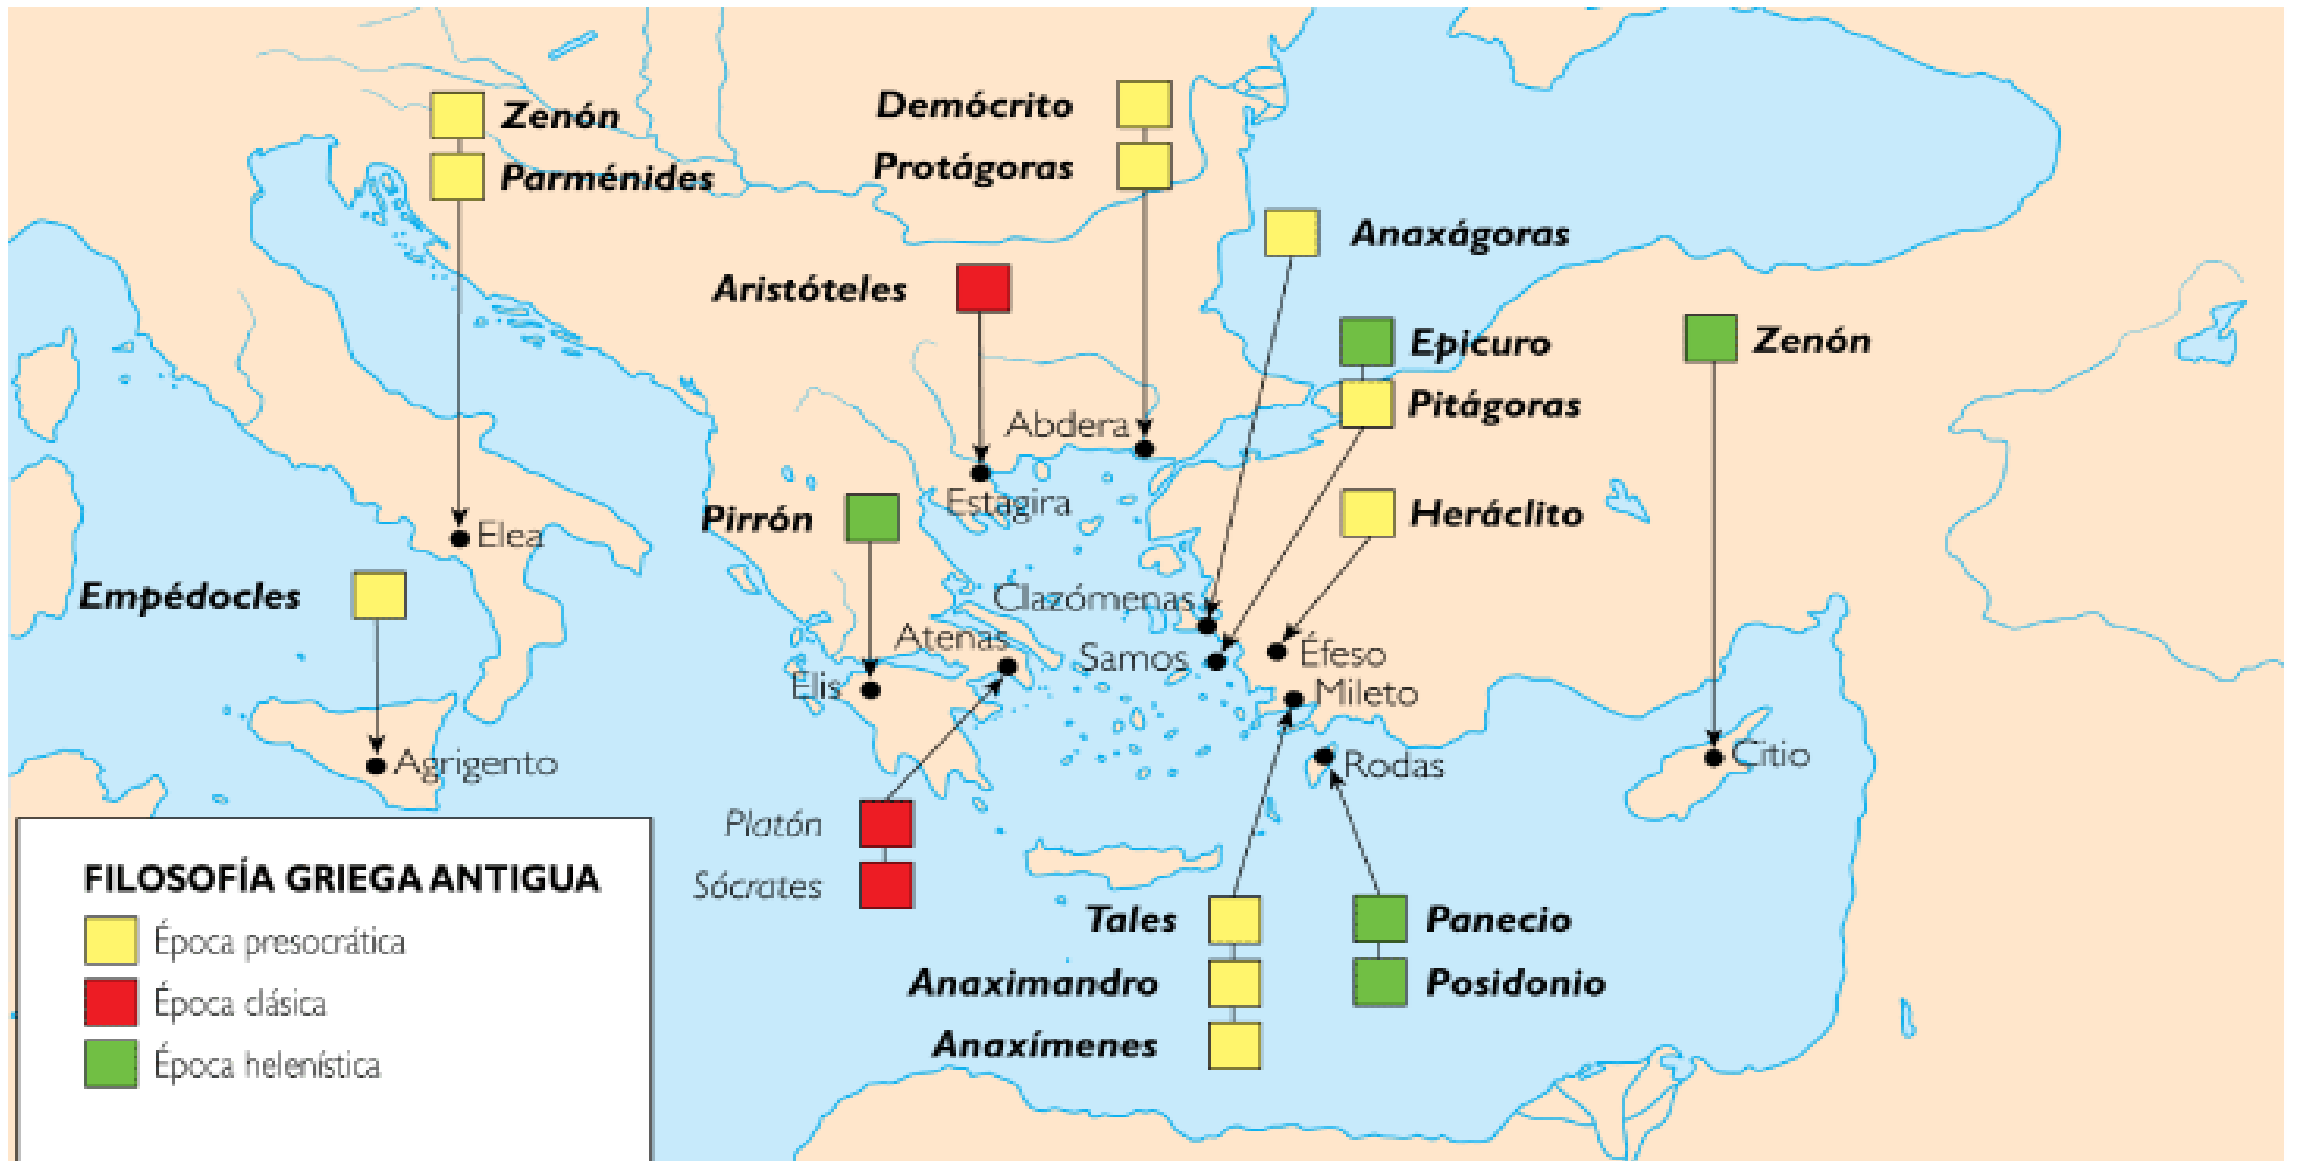 Zenón
Parménides
Demócrito
Protágoras
Anaxágoras
Aristóteles
Epicuro
Pitágoras
Zenón
Abdera
Estagira
Pirrón
Heráclito
Elea
Empédocles
Clazómenas
Atenas
Samos
Éfeso
Elis
Mileto
Agrigento
Rodas
Citio
Platón
Sócrates
Tales
Anaximandro
Anaxímenes
Panecio
Posidonio
FILOSOFÍA GRIEGA ANTIGUA
Época presocrática
Época clásica
Época helenística